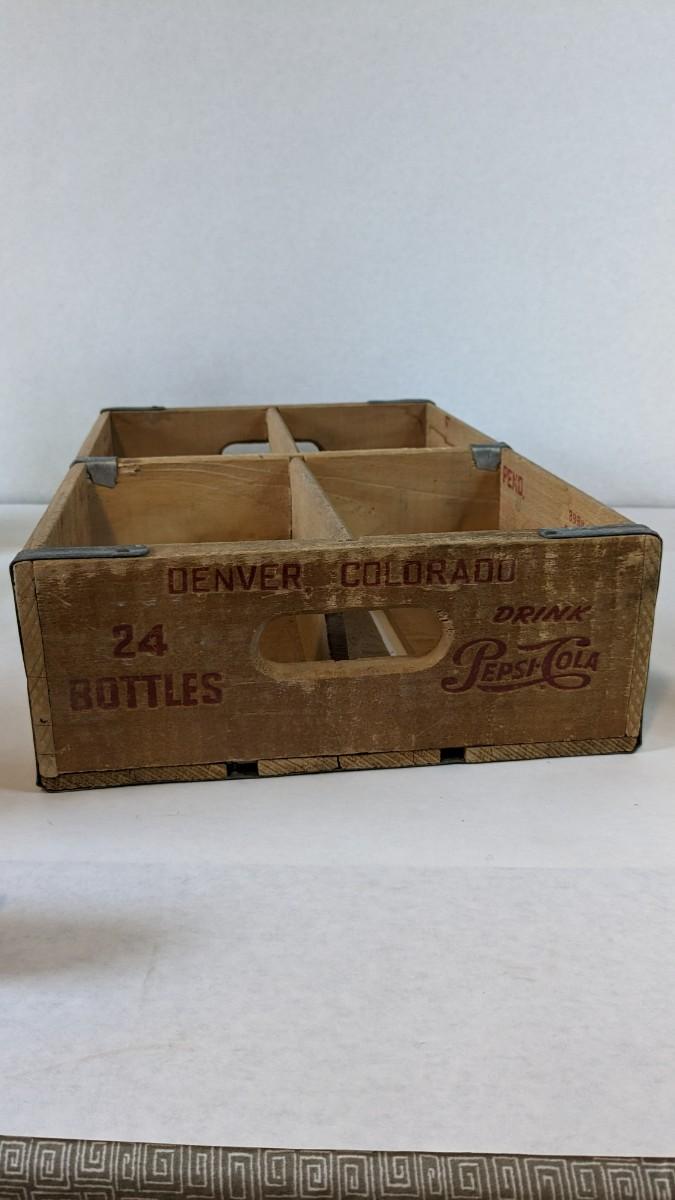 DENVER, COLORADO
24
BOTTLES
DRINK
PEPSI-COLA